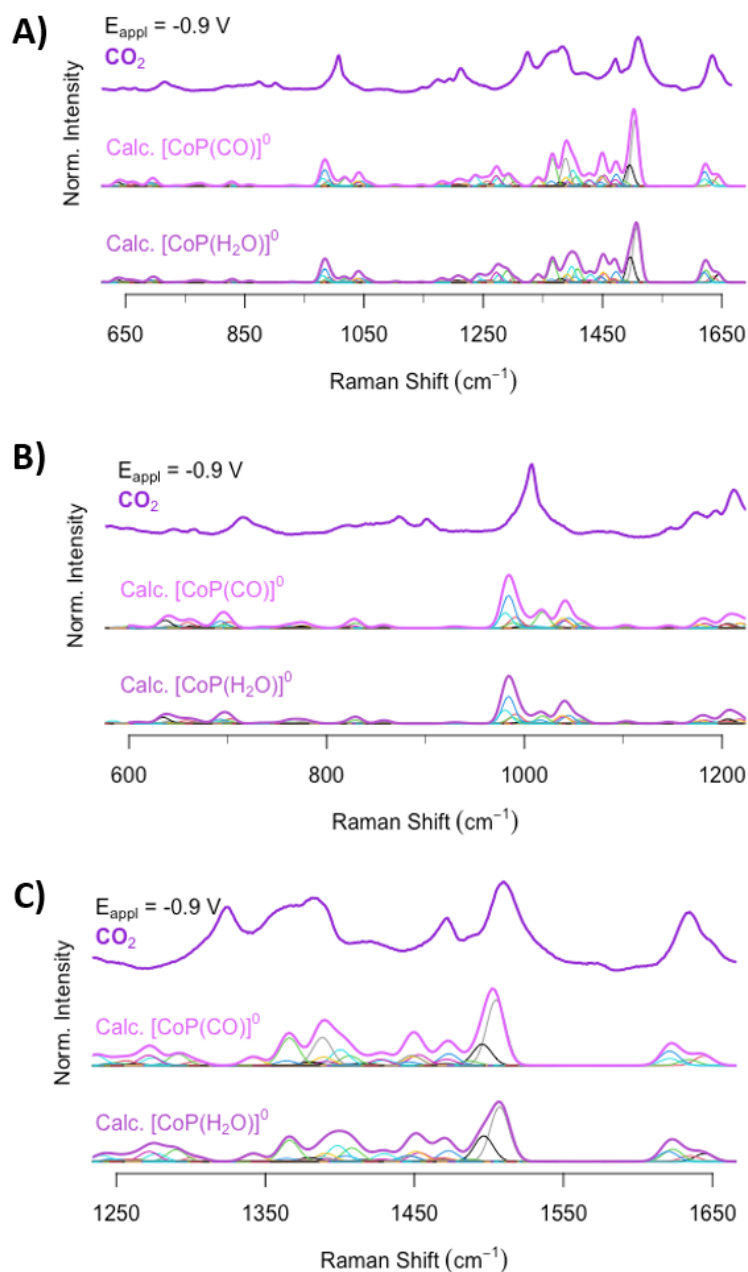 A)
E_appl = -0.9 V
CO₂
Calc. [CoP(CO)]⁰
Calc. [CoP(H₂O)]⁰
Norm. Intensity
650 850 1050 1250 1450 1650
Raman Shift (cm⁻¹)
B)
E_appl = -0.9 V
CO₂
Calc. [CoP(CO)]⁰
Calc. [CoP(H₂O)]⁰
Norm. Intensity
600 800 1000 1200
Raman Shift (cm⁻¹)
C)
E_appl = -0.9 V
CO₂
Calc. [CoP(CO)]⁰
Calc. [CoP(H₂O)]⁰
Norm. Intensity
1250 1350 1450 1550 1650
Raman Shift (cm⁻¹)